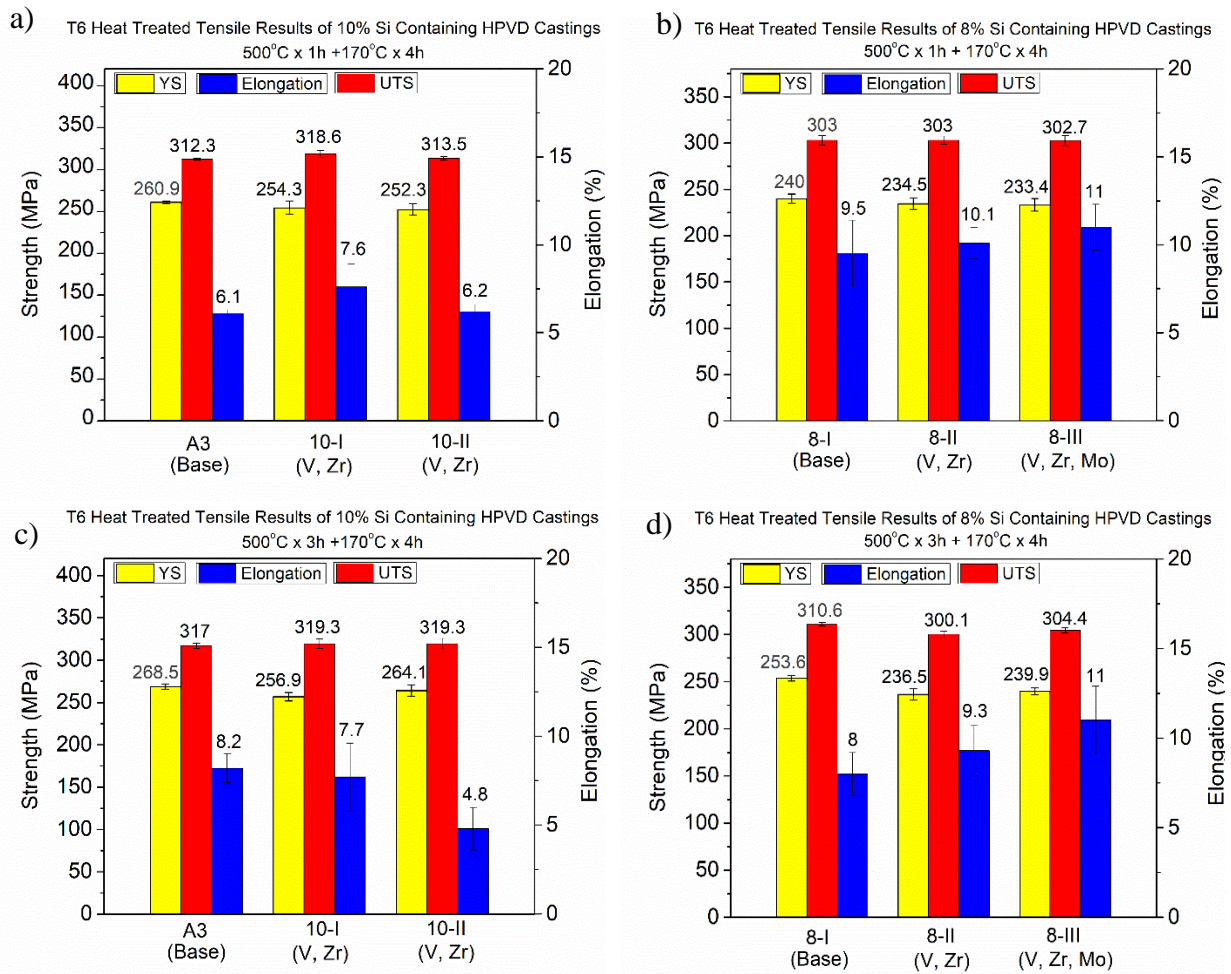 a)
T6 Heat Treated Tensile Results of 10% Si Containing HPVD Castings
500°C x 1h +170°C x 4h
YS Elongation UTS
Strength (MPa)
400
350
300
250
200
150
100
50
0
260.9 312.3 6.1
254.3 318.6 7.6
252.3 313.5 6.2
20
15
10
5
0
Elongation (%)
A3 10-I 10-II
(Base) (V, Zr) (V, Zr)
b)
T6 Heat Treated Tensile Results of 8% Si Containing HPVD Castings
500°C x 1h + 170°C x 4h
YS Elongation UTS
Strength (MPa)
350
300
250
200
150
100
50
0
240 303 9.5
234.5 303 10.1
233.4 302.7 11
20
15
10
5
0
Elongation (%)
8-I 8-II 8-III
(Base) (V, Zr) (V, Zr, Mo)
c)
T6 Heat Treated Tensile Results of 10% Si Containing HPVD Castings
500°C x 3h +170°C x 4h
YS Elongation UTS
Strength (MPa)
400
350
300
250
200
150
100
50
0
268.5 317 8.2
256.9 319.3 7.7
264.1 319.3 4.8
20
15
10
5
0
Elongation (%)
A3 10-I 10-II
(Base) (V, Zr) (V, Zr)
d)
T6 Heat Treated Tensile Results of 8% Si Containing HPVD Castings
500°C x 3h + 170°C x 4h
YS Elongation UTS
Strength (MPa)
350
300
250
200
150
100
50
0
253.6 310.6 8
236.5 300.1 9.3
239.9 304.4 11
20
15
10
5
0
Elongation (%)
8-I 8-II 8-III
(Base) (V, Zr) (V, Zr, Mo)